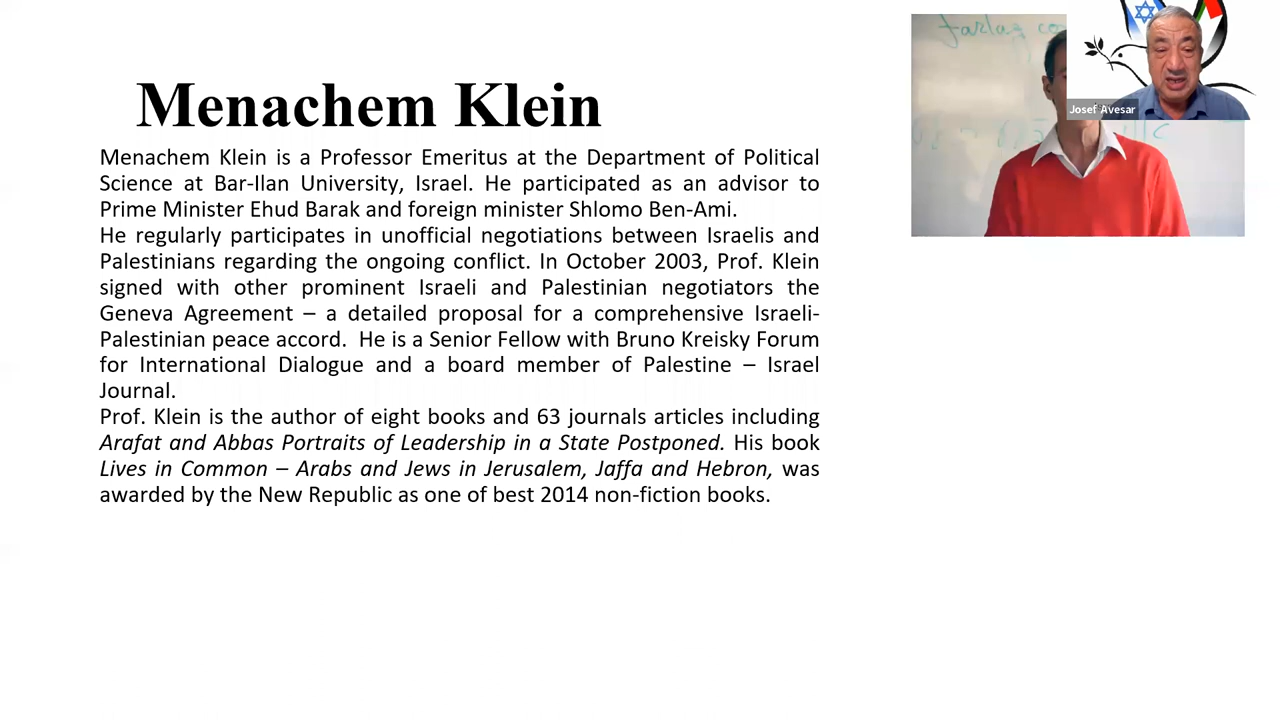 Menachem Klein
Menachem Klein is a Professor Emeritus at the Department of Political
Science at Bar-Ilan University, Israel. He participated as an advisor to
Prime Minister Ehud Barak and foreign minister Shlomo Ben-Ami.
He regularly participates in unofficial negotiations between Israelis and
Palestinians regarding the ongoing conflict. In October 2003, Prof. Klein
signed with other prominent Israeli and Palestinian negotiators the
Geneva Agreement – a detailed proposal for a comprehensive Israeli-
Palestinian peace accord.  He is a Senior Fellow with Bruno Kreisky Forum
for International Dialogue and a board member of Palestine – Israel
Journal.
Prof. Klein is the author of eight books and 63 journals articles including
Arafat and Abbas Portraits of Leadership in a State Postponed. His book
Lives in Common – Arabs and Jews in Jerusalem, Jaffa and Hebron, was
awarded by the New Republic as one of best 2014 non-fiction books.
Josef Avesar